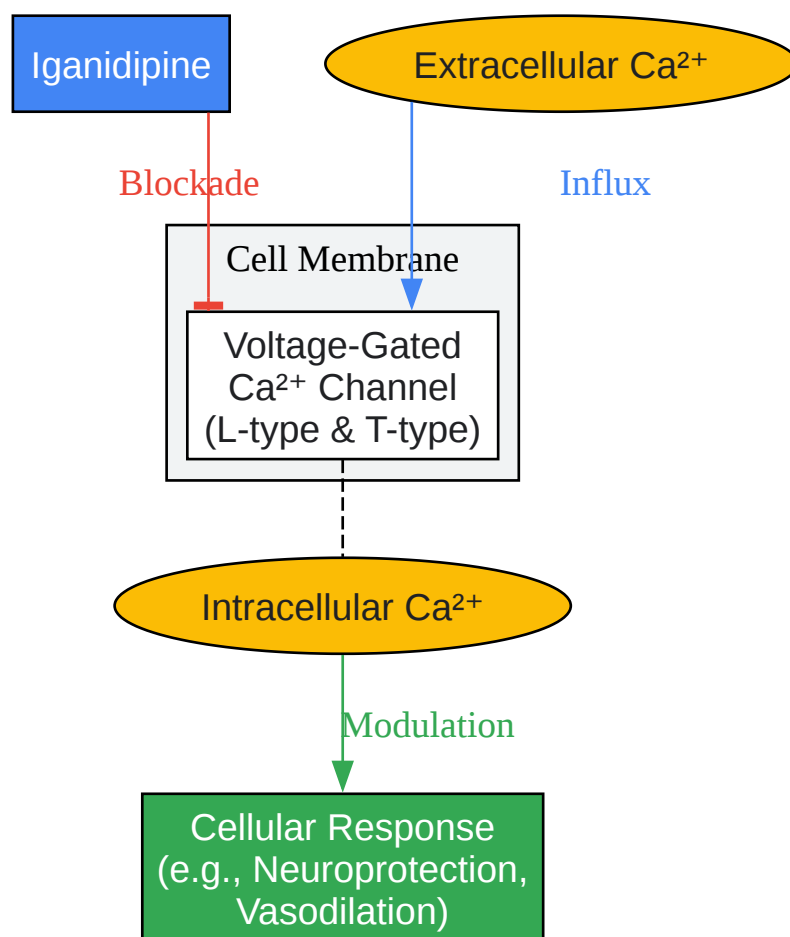 Iganidipine
Extracellular Ca²⁺
Blockade
Influx
Cell Membrane
Voltage-Gated
Ca²⁺ Channel
(L-type & T-type)
Intracellular Ca²⁺
Modulation
Cellular Response
(e.g., Neuroprotection,
Vasodilation)